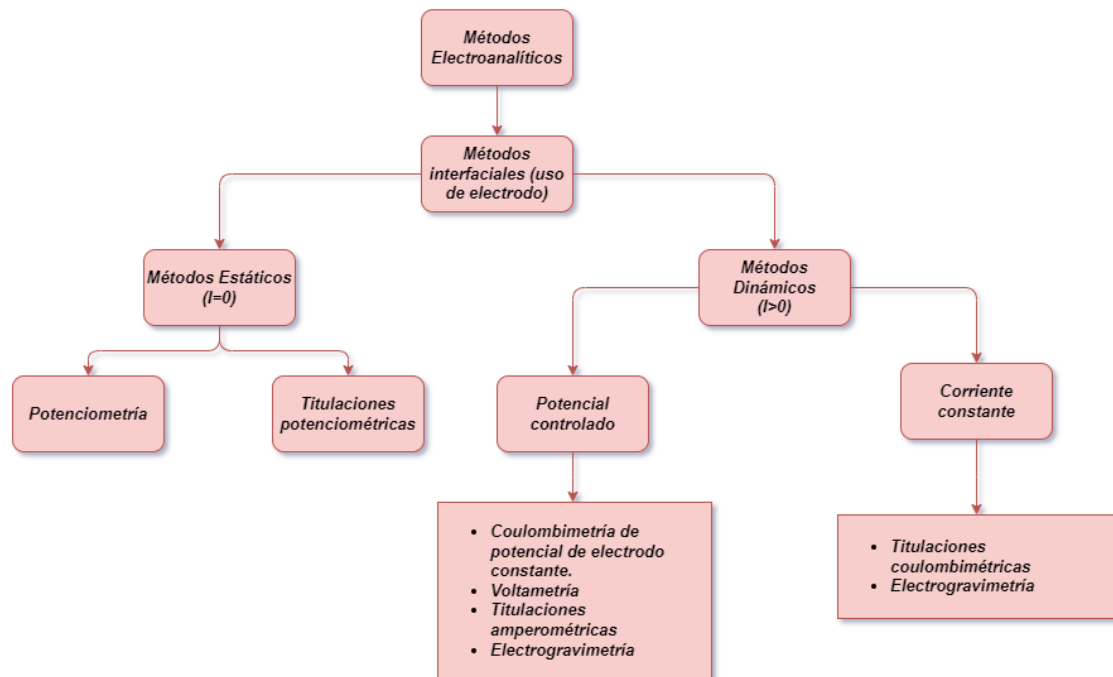 Métodos
Electroanalíticos
Métodos
interfaciales (uso
de electrodo)
Métodos Estáticos
(I=0)
Métodos
Dinámicos
(I>0)
Potenciometría
Titulaciones
potenciométricas
Potencial
controlado
Corriente
constante
• Coulombimetría de
potencial de electrodo
constante.
• Voltametría
• Titulaciones
amperométricas
• Electrogravimetría
• Titulaciones
coulombimétricas
• Electrogravimetría